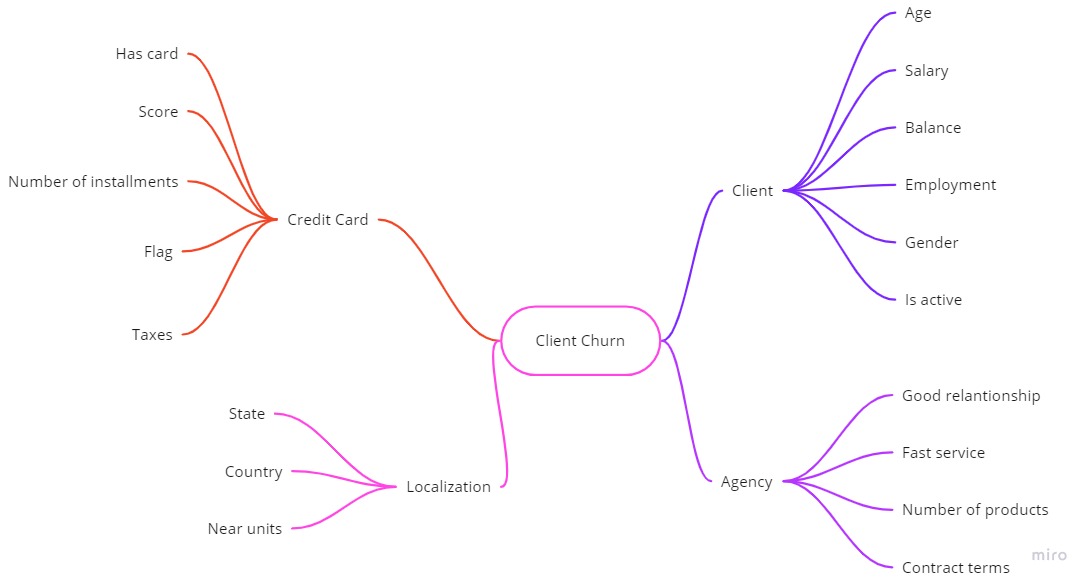 Has card
Score
Number of installments
Flag
Taxes
Credit Card
State
Country
Near units
Localization
Client Churn
Client
Age
Salary
Balance
Employment
Gender
Is active
Agency
Good relantionship
Fast service
Number of products
Contract terms
miro